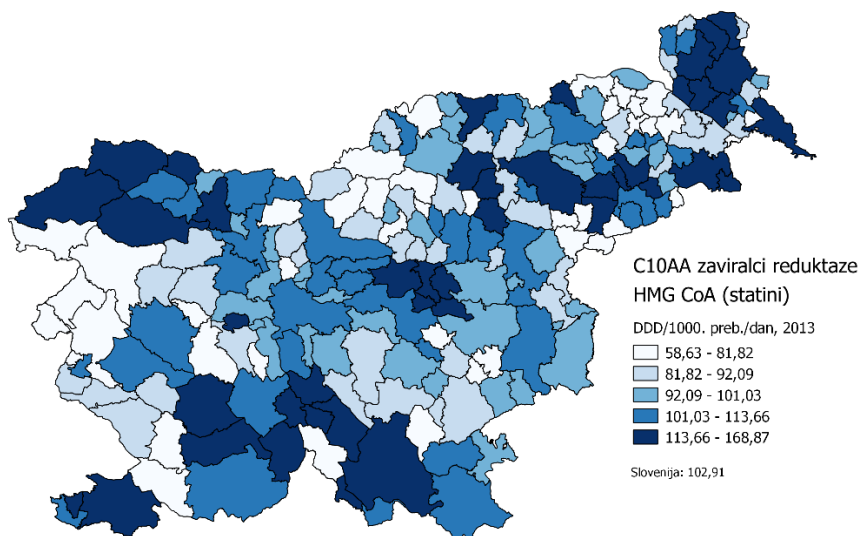 C10AA zaviralci reduktaze
HMG CoA (statini)
DDD/1000. preb./dan, 2013
58,63 - 81,82
81,82 - 92,09
92,09 - 101,03
101,03 - 113,66
113,66 - 168,87
Slovenija: 102,91